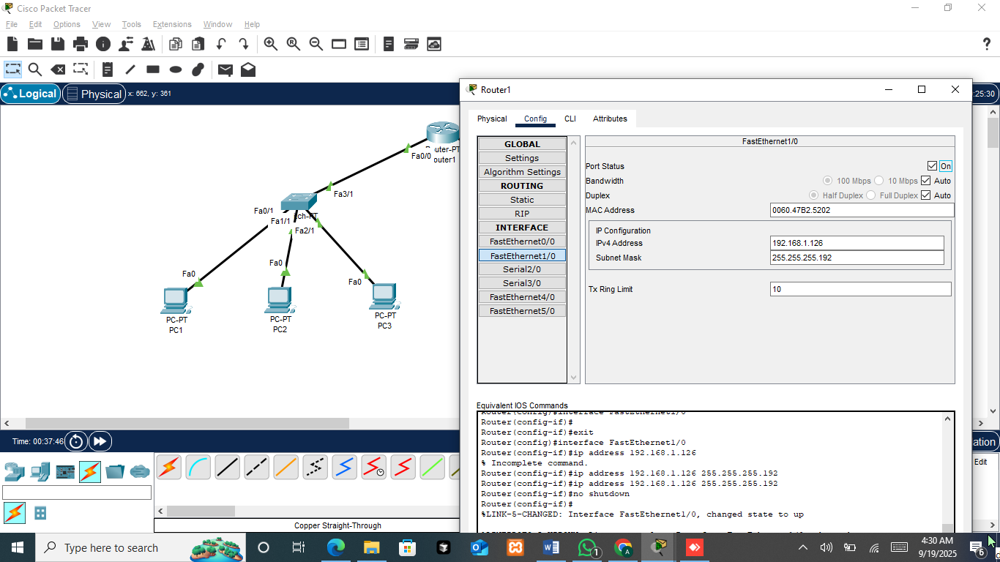 Cisco Packet Tracer
File Edit Options View Tools Extensions Window Help
Logical
Physical
x: 662, y: 361
:25:30
Router1
Physical Config CLI Attributes
GLOBAL
Settings
Algorithm Settings
ROUTING
Static
RIP
INTERFACE
FastEthernet0/0
FastEthernet1/0
Serial2/0
Serial3/0
FastEthernet4/0
FastEthernet5/0
FastEthernet1/0
Port Status On
Bandwidth 100 Mbps 10 Mbps Auto
Duplex Half Duplex Full Duplex Auto
MAC Address 0060.47B2.5202
IP Configuration
IPv4 Address 192.168.1.126
Subnet Mask 255.255.255.192
Tx Ring Limit 10
Equivalent IOS Commands
Router(config)#interface FastEthernet1/0
Router(config-if)#
Router(config-if)#exit
Router(config)#interface FastEthernet1/0
Router(config-if)#ip address 192.168.1.126
% Incomplete command.
Router(config-if)#ip address 192.168.1.126 255.255.255.192
Router(config-if)#ip address 192.168.1.126 255.255.255.192
Router(config-if)#no shutdown
Router(config-if)#
%LINK-5-CHANGED: Interface FastEthernet1/0, changed state to up
outer-PT
outer1
Fa0/0
Fa3/1
Fa0/1
tch-PT
Fa1/1
Fa2/1
Fa0
Fa0
Fa0
PC-PT
PC1
PC-PT
PC2
PC-PT
PC3
Time: 00:37:46
ation
Edit
Copper Straight-Through
Type here to search
1
4:30 AM
9/19/2025
6